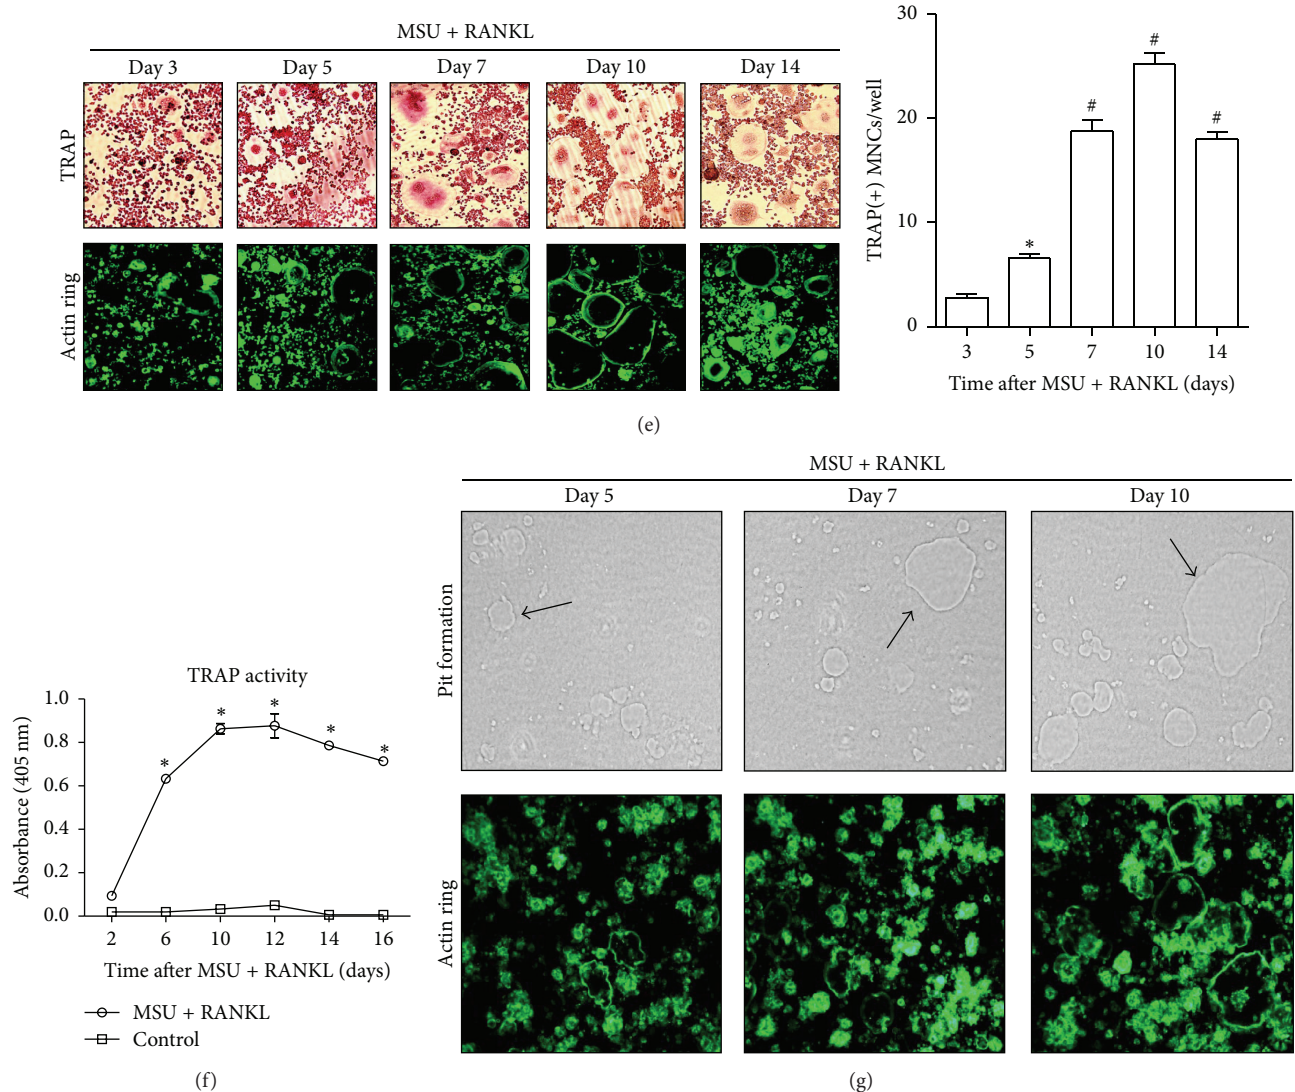 MSU + RANKL
Day 3 Day 5 Day 7 Day 10 Day 14
TRAP
Actin ring
TRAP(+) MNCs/well
30
20
10
0
* # # #
3 5 7 10 14
Time after MSU + RANKL (days)
(e)
TRAP activity
Absorbance (405 nm)
1.0
0.8
0.6
0.4
0.2
0.0
* * * * *
2 6 10 12 14 16
Time after MSU + RANKL (days)
MSU + RANKL
Control
(f)
MSU + RANKL
Day 5 Day 7 Day 10
Pit formation
Actin ring
(g)